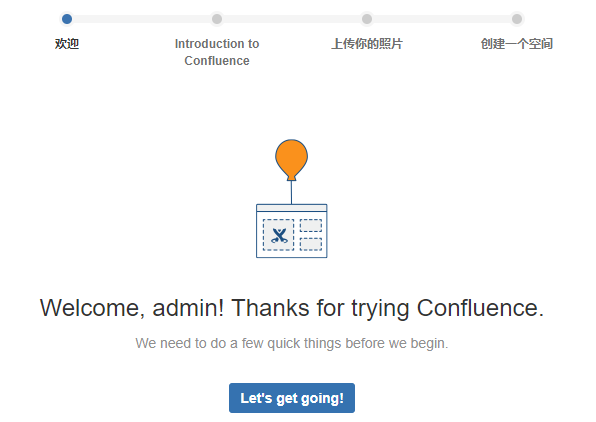 欢迎
Introduction to
Confluence
上传你的照片
创建一个空间
Welcome, admin! Thanks for trying Confluence.
We need to do a few quick things before we begin.
Let's get going!